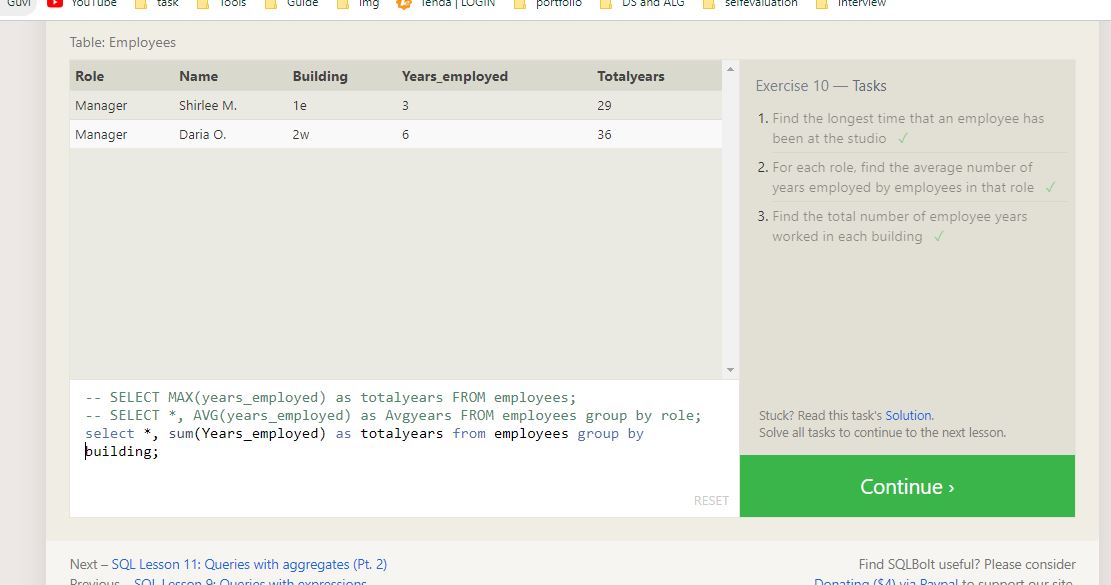 Guvi YouTube task Tools Guide img Tenda | LOGIN portfolio DS and ALG selfevaluation interview
Table: Employees
Role Name Building Years_employed Totalyears
Manager Shirlee M. 1e 3 29
Manager Daria O. 2w 6 36
Exercise 10 — Tasks
1. Find the longest time that an employee has
been at the studio ✓
2. For each role, find the average number of
years employed by employees in that role ✓
3. Find the total number of employee years
worked in each building ✓
-- SELECT MAX(years_employed) as totalyears FROM employees;
-- SELECT *, AVG(years_employed) as Avgyears FROM employees group by role;
select *, sum(Years_employed) as totalyears from employees group by
building;
RESET
Stuck? Read this task's Solution.
Solve all tasks to continue to the next lesson.
Continue ›
Next – SQL Lesson 11: Queries with aggregates (Pt. 2)
Previous – SQL Lesson 9: Queries with expressions
Find SQLBolt useful? Please consider
Donating ($4) via Paypal to support our site.